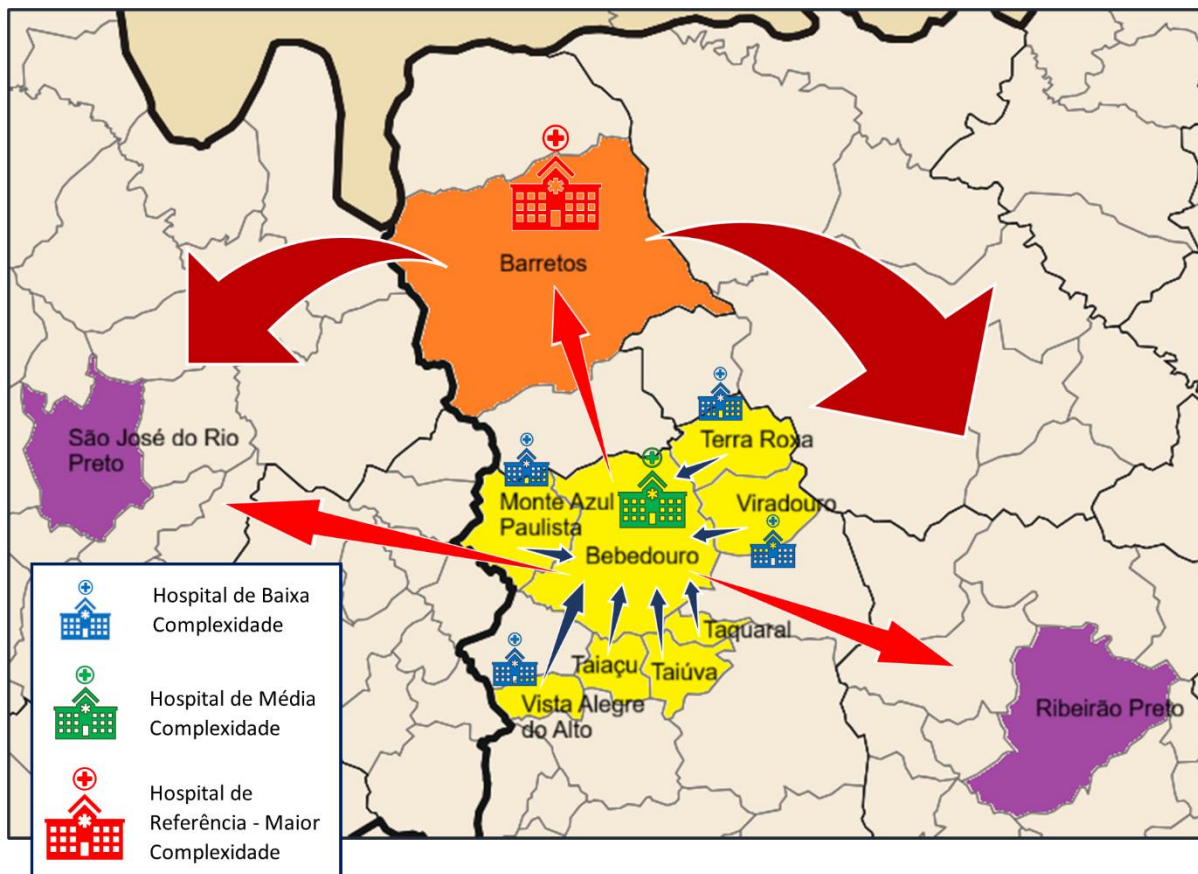 Barretos
São José do Rio
Preto
Terra Roxa
Monte Azul
Paulista
Viradouro
Bebedouro
Taquaral
Taiaçu
Taiúva
Vista Alegre
do Alto
Ribeirão Preto
Hospital de Baixa
Complexidade
Hospital de Média
Complexidade
Hospital de
Referência - Maior
Complexidade